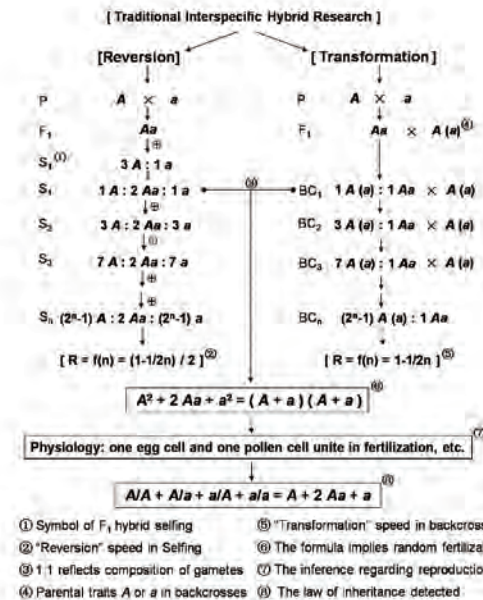 [ Traditional Interspecific Hybrid Research ]
[Reversion] [ Transformation ]
P A × a P A × a
F₁ Aa F₁ Aa × A (a)④
⊕
S₁① 3 A : 1 a
S₁ 1 A : 2 Aa : 1 a ③ BC₁ 1 A (a) : 1 Aa × A (a)
⊕
S₂ 3 A : 2 Aa : 3 a BC₂ 3 A (a) : 1 Aa × A (a)
⊕
S₃ 7 A : 2 Aa : 7 a BC₃ 7 A (a) : 1 Aa × A (a)
⊕
⊕
Sₙ (2ⁿ-1) A : 2 Aa : (2ⁿ-1) a BCₙ (2ⁿ-1) A (a) : 1 Aa
[ R = f(n) = (1-1/2n) / 2 ]② [ R = f(n) = 1-1/2n ]⑤
A² + 2 Aa + a² = ( A + a ) ( A + a ) ⑥
Physiology: one egg cell and one pollen cell unite in fertilization, etc. ⑦
A/A + A/a + a/A + a/a = A + 2 Aa + a ⑧
① Symbol of F₁ hybrid selfing ⑤ "Transformation" speed in backcross
② "Reversion" speed in Selfing ⑥ The formula implies random fertiliza
③ 1:1 reflects composition of gametes ⑦ The inference regarding reproductio
④ Parental traits A or a in backcrosses ⑧ The law of inheritance detected